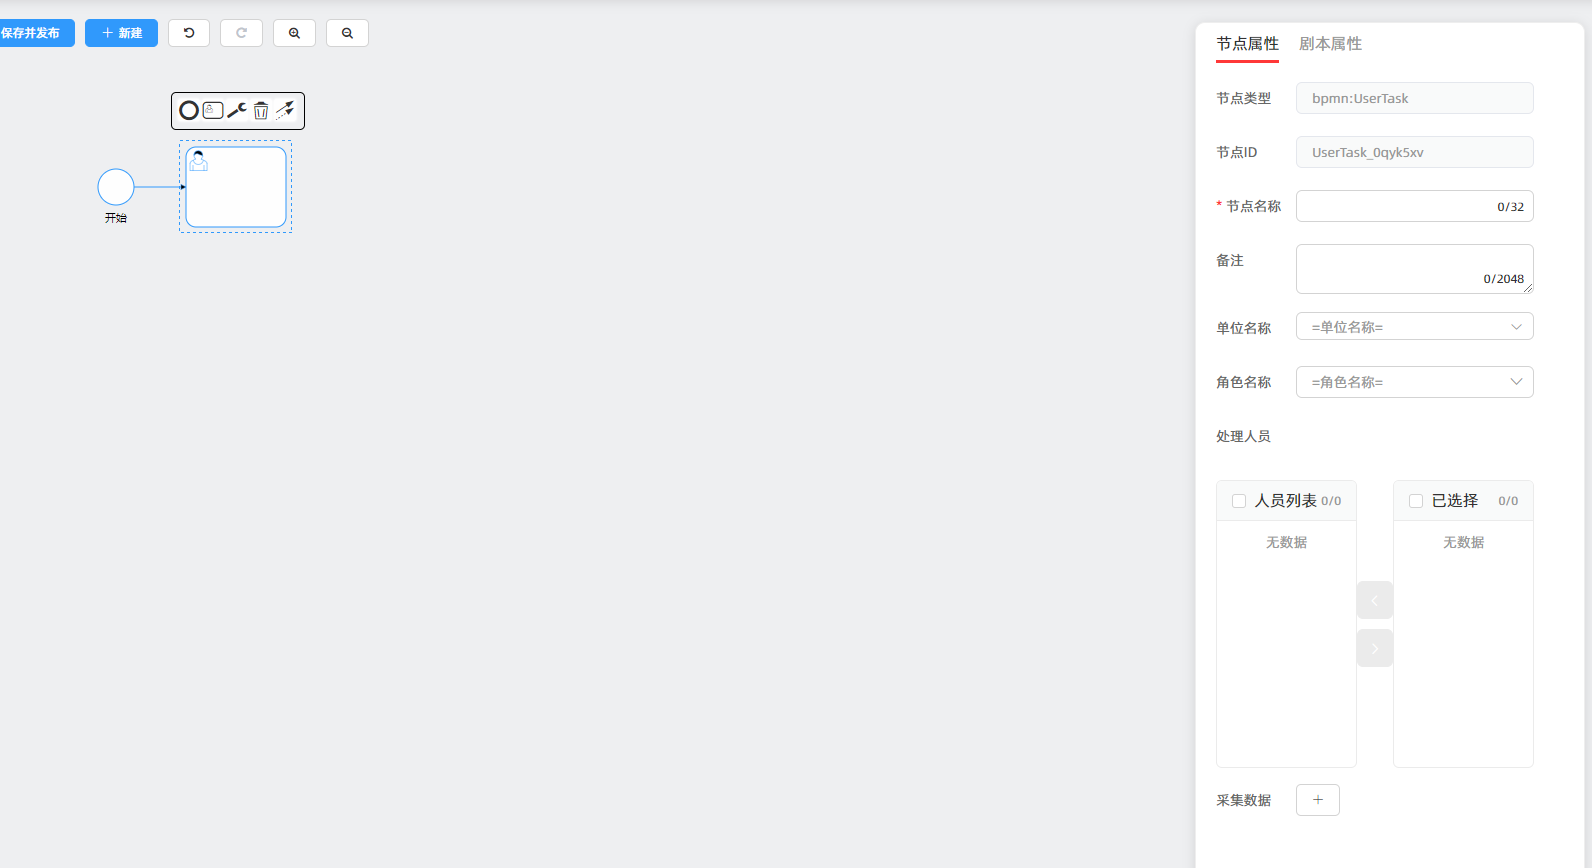 保存并发布
新建
开始
节点属性 剧本属性
节点类型 bpmn:UserTask
节点ID UserTask_0qyk5xv
* 节点名称 0/32
备注 0/2048
单位名称 =单位名称=
角色名称 =角色名称=
处理人员
人员列表 0/0 已选择 0/0
无数据 无数据
采集数据